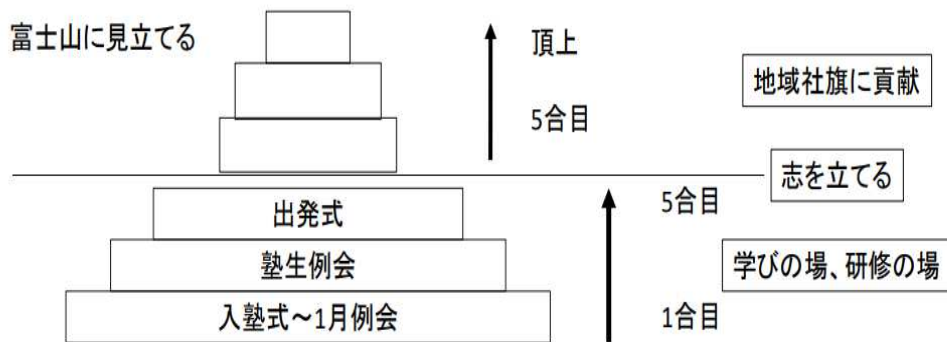 富士山に見立てる
頂上
地域社旗に貢献
5合目
志を立てる
5合目
出発式
塾生例会
学びの場、研修の場
入塾式～1月例会
1合目